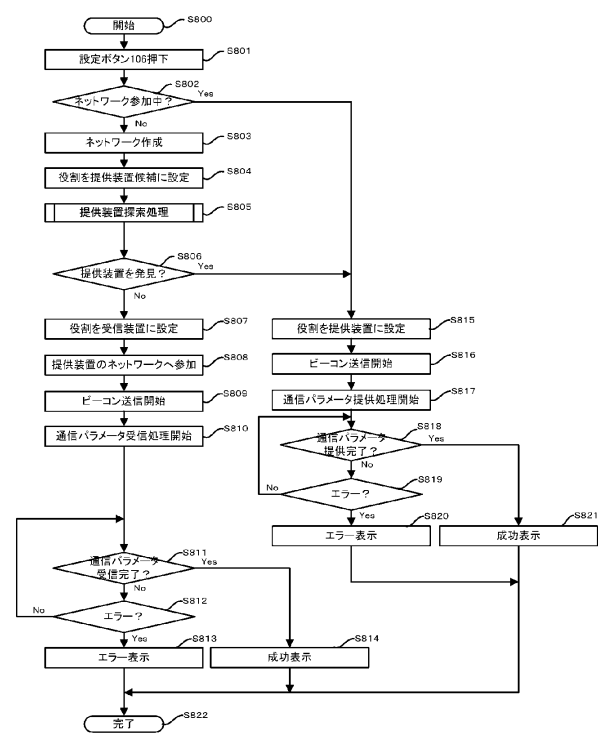 開始
S800
設定ボタン106押下
S801
ネットワーク参加中？
S802
Yes
No
ネットワーク作成
S803
役割を提供装置候補に設定
S804
提供装置探索処理
S805
提供装置を発見？
S806
Yes
No
役割を受信装置に設定
S807
提供装置のネットワークへ参加
S808
ビーコン送信開始
S809
通信パラメータ受信処理開始
S810
役割を提供装置に設定
S815
ビーコン送信開始
S816
通信パラメータ提供処理開始
S817
通信パラメータ
提供完了？
S818
Yes
No
エラー？
S819
No
Yes
エラー表示
S820
成功表示
S821
通信パラメータ
受信完了？
S811
Yes
No
エラー？
S812
No
Yes
エラー表示
S813
成功表示
S814
完了
S822